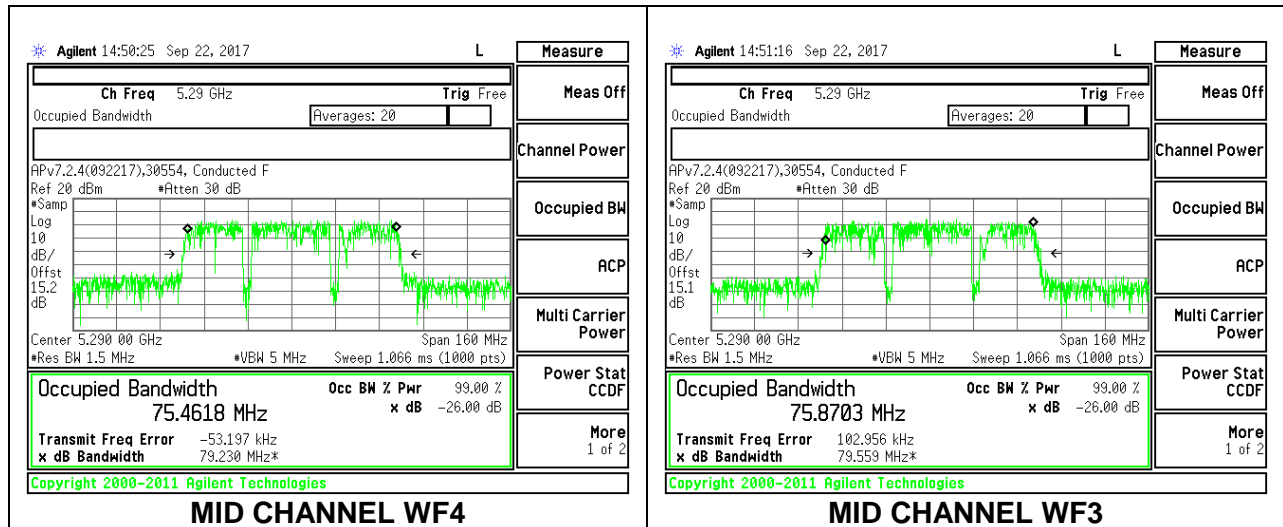 Agilent 14:50:25 Sep 22, 2017 L
Measure
Ch Freq 5.29 GHz Trig Free
Occupied Bandwidth Averages: 20
APv7.2.4(092217),30554, Conducted F
Ref 20 dBm #Atten 30 dB
#Samp
Log
10
dB/
Offst
15.2
dB
Center 5.290 00 GHz Span 160 MHz
#Res BW 1.5 MHz #VBW 5 MHz Sweep 1.066 ms (1000 pts)
Occupied Bandwidth Occ BW % Pwr 99.00 %
75.4618 MHz x dB -26.00 dB
Transmit Freq Error -53.197 kHz
x dB Bandwidth 79.230 MHz*
Copyright 2000-2011 Agilent Technologies
Meas Off
Channel Power
Occupied BW
ACP
Multi Carrier
Power
Power Stat
CCDF
More
1 of 2
MID CHANNEL WF4
Agilent 14:51:16 Sep 22, 2017 L
Measure
Ch Freq 5.29 GHz Trig Free
Occupied Bandwidth Averages: 20
APv7.2.4(092217),30554, Conducted F
Ref 20 dBm #Atten 30 dB
#Samp
Log
10
dB/
Offst
15.1
dB
Center 5.290 00 GHz Span 160 MHz
#Res BW 1.5 MHz #VBW 5 MHz Sweep 1.066 ms (1000 pts)
Occupied Bandwidth Occ BW % Pwr 99.00 %
75.8703 MHz x dB -26.00 dB
Transmit Freq Error 102.956 kHz
x dB Bandwidth 79.559 MHz*
Copyright 2000-2011 Agilent Technologies
Meas Off
Channel Power
Occupied BW
ACP
Multi Carrier
Power
Power Stat
CCDF
More
1 of 2
MID CHANNEL WF3